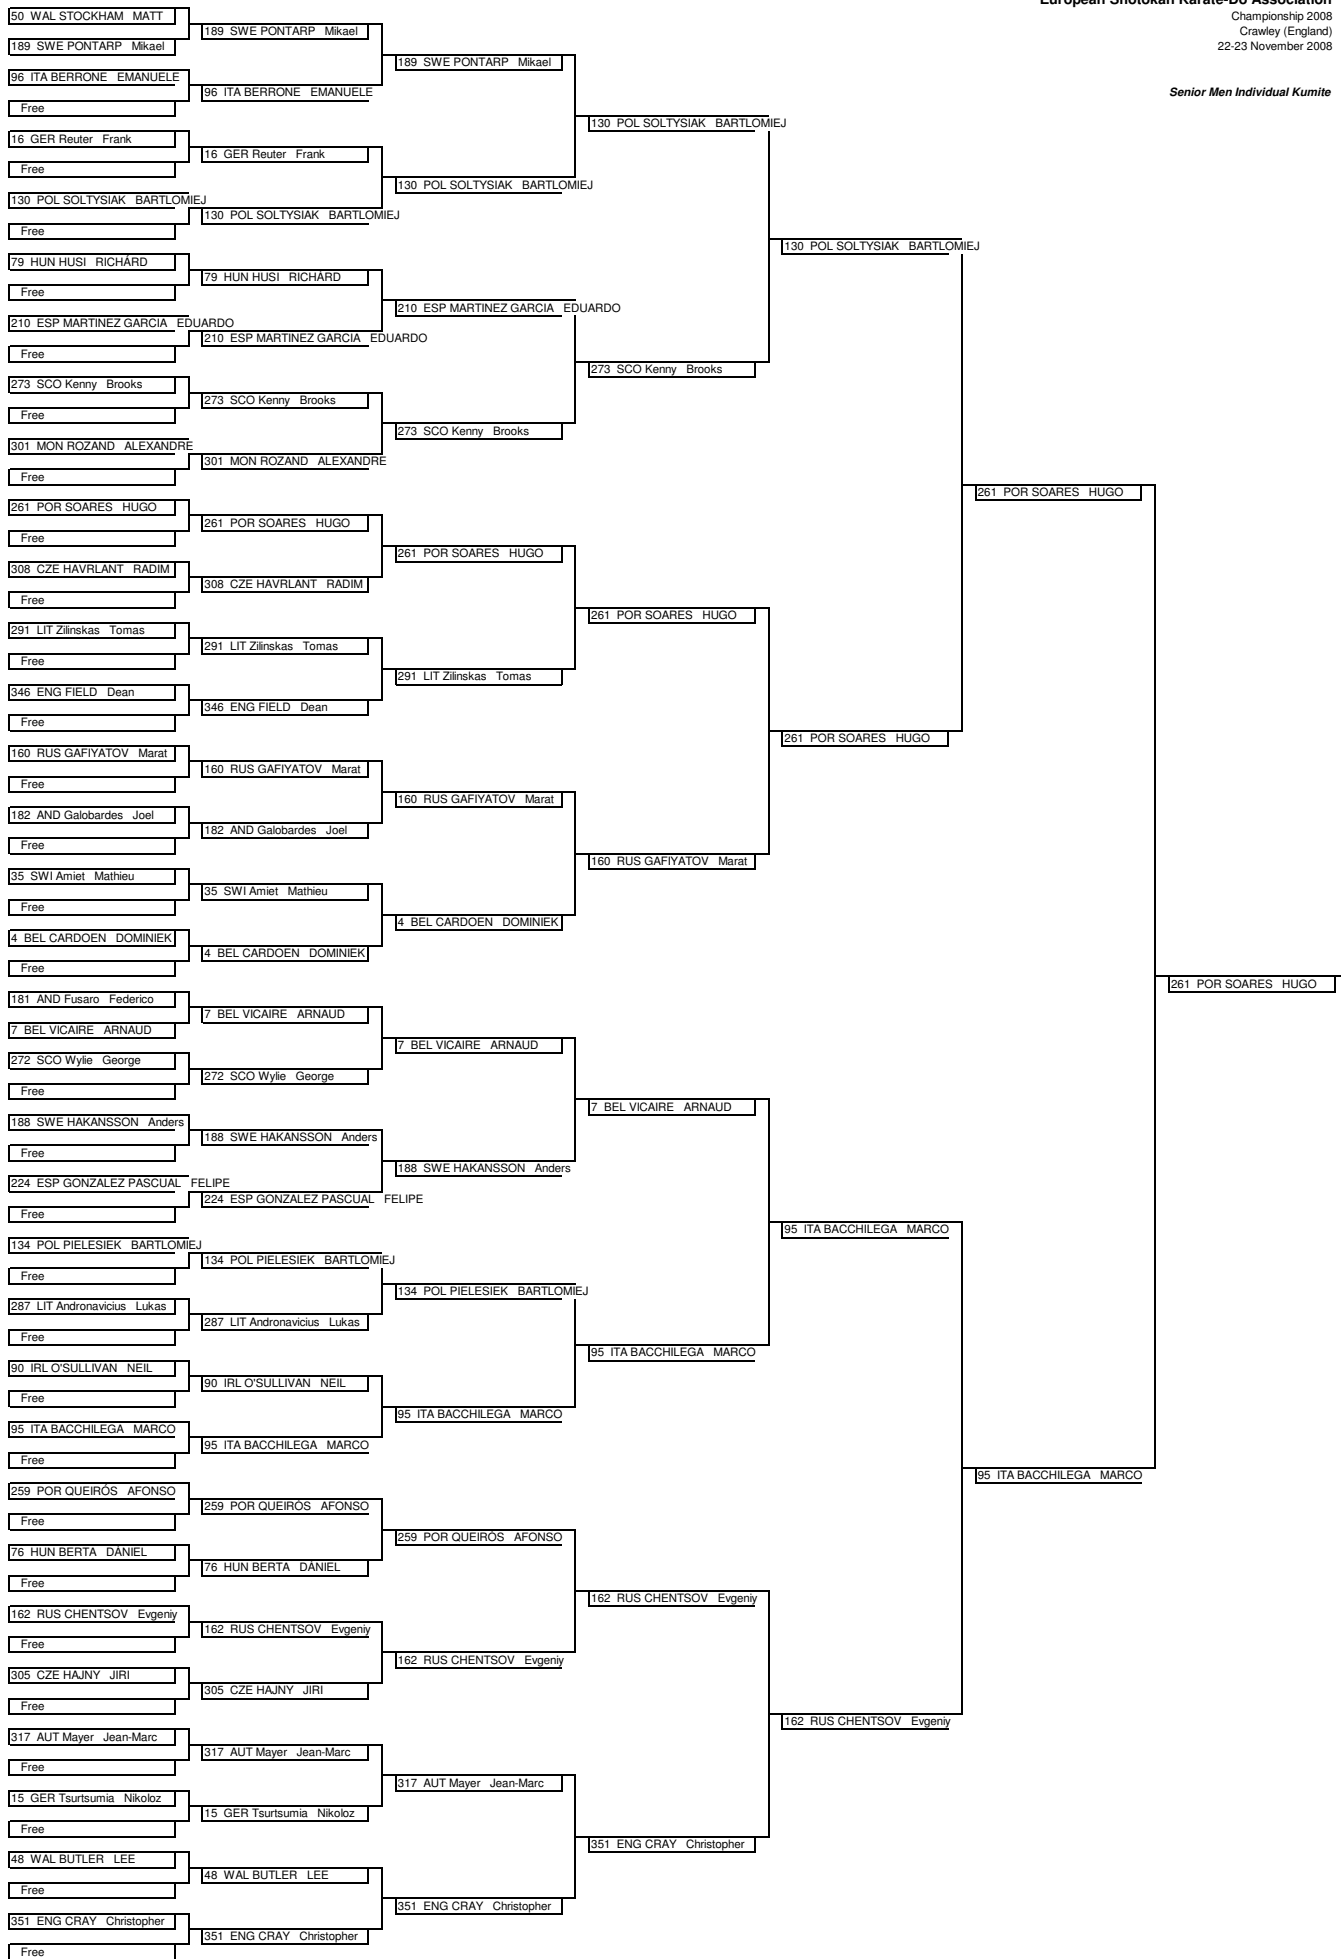 European Shotokan Karate-Do Association
Championship 2008
Crawley (England)
22-23 November 2008
Senior Men Individual Kumite
50 WAL STOCKHAM MATT
189 SWE PONTARP Mikael
96 ITA BERRONE EMANUELE
Free
16 GER Reuter Frank
Free
130 POL SOLTYSIAK BARTLOMIEJ
Free
79 HUN HUSI RICHÁRD
Free
210 ESP MARTINEZ GARCIA EDUARDO
Free
273 SCO Kenny Brooks
Free
301 MON ROZAND ALEXANDRE
Free
261 POR SOARES HUGO
Free
308 CZE HAVRLANT RADIM
Free
291 LIT Zilinskas Tomas
Free
346 ENG FIELD Dean
Free
160 RUS GAFIYATOV Marat
Free
182 AND Galobardes Joel
Free
35 SWI Amiet Mathieu
Free
4 BEL CARDOEN DOMINIEK
Free
181 AND Fusaro Federico
7 BEL VICAIRE ARNAUD
272 SCO Wylie George
Free
188 SWE HAKANSSON Anders
Free
224 ESP GONZALEZ PASCUAL FELIPE
Free
134 POL PIELESIEK BARTLOMIEJ
Free
287 LIT Andronavicius Lukas
Free
90 IRL O'SULLIVAN NEIL
Free
95 ITA BACCHILEGA MARCO
Free
259 POR QUEIRÓS AFONSO
Free
76 HUN BERTA DÁNIEL
Free
162 RUS CHENTSOV Evgeniy
Free
305 CZE HAJNY JIRI
Free
317 AUT Mayer Jean-Marc
Free
15 GER Tsurtsumia Nikoloz
Free
48 WAL BUTLER LEE
Free
351 ENG CRAY Christopher
Free
189 SWE PONTARP Mikael
96 ITA BERRONE EMANUELE
16 GER Reuter Frank
130 POL SOLTYSIAK BARTLOMIEJ
79 HUN HUSI RICHÁRD
210 ESP MARTINEZ GARCIA EDUARDO
273 SCO Kenny Brooks
301 MON ROZAND ALEXANDRE
261 POR SOARES HUGO
308 CZE HAVRLANT RADIM
291 LIT Zilinskas Tomas
346 ENG FIELD Dean
160 RUS GAFIYATOV Marat
182 AND Galobardes Joel
35 SWI Amiet Mathieu
4 BEL CARDOEN DOMINIEK
7 BEL VICAIRE ARNAUD
272 SCO Wylie George
188 SWE HAKANSSON Anders
224 ESP GONZALEZ PASCUAL FELIPE
134 POL PIELESIEK BARTLOMIEJ
287 LIT Andronavicius Lukas
90 IRL O'SULLIVAN NEIL
95 ITA BACCHILEGA MARCO
259 POR QUEIRÓS AFONSO
76 HUN BERTA DÁNIEL
162 RUS CHENTSOV Evgeniy
305 CZE HAJNY JIRI
317 AUT Mayer Jean-Marc
15 GER Tsurtsumia Nikoloz
48 WAL BUTLER LEE
351 ENG CRAY Christopher
189 SWE PONTARP Mikael
130 POL SOLTYSIAK BARTLOMIEJ
210 ESP MARTINEZ GARCIA EDUARDO
273 SCO Kenny Brooks
261 POR SOARES HUGO
291 LIT Zilinskas Tomas
160 RUS GAFIYATOV Marat
4 BEL CARDOEN DOMINIEK
7 BEL VICAIRE ARNAUD
188 SWE HAKANSSON Anders
134 POL PIELESIEK BARTLOMIEJ
95 ITA BACCHILEGA MARCO
259 POR QUEIRÓS AFONSO
162 RUS CHENTSOV Evgeniy
317 AUT Mayer Jean-Marc
351 ENG CRAY Christopher
130 POL SOLTYSIAK BARTLOMIEJ
273 SCO Kenny Brooks
261 POR SOARES HUGO
160 RUS GAFIYATOV Marat
7 BEL VICAIRE ARNAUD
95 ITA BACCHILEGA MARCO
162 RUS CHENTSOV Evgeniy
351 ENG CRAY Christopher
130 POL SOLTYSIAK BARTLOMIEJ
261 POR SOARES HUGO
95 ITA BACCHILEGA MARCO
162 RUS CHENTSOV Evgeniy
261 POR SOARES HUGO
95 ITA BACCHILEGA MARCO
261 POR SOARES HUGO